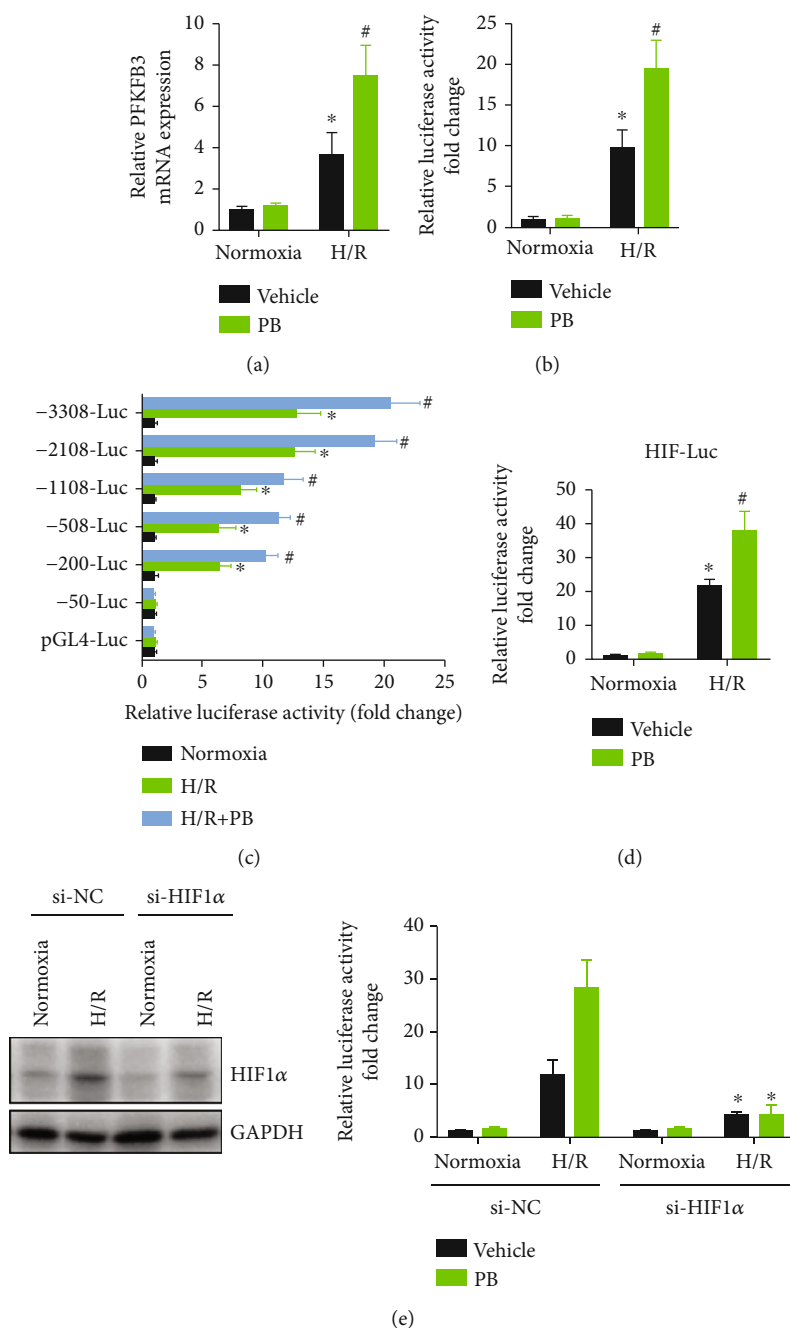 Relative PFKFB3
mRNA expression
10
8
6
4
2
0
*
#
Normoxia
H/R
Vehicle
PB
(a)
Relative luciferase activity
fold change
25
20
15
10
5
0
*
#
Normoxia
H/R
Vehicle
PB
(b)
−3308-Luc
#
*
−2108-Luc
#
*
−1108-Luc
#
*
−508-Luc
#
*
−200-Luc
#
*
−50-Luc
pGL4-Luc
0 5 10 15 20 25
Relative luciferase activity (fold change)
Normoxia
H/R
H/R+PB
(c)
HIF-Luc
Relative luciferase activity
fold change
50
40
30
20
10
0
*
#
Normoxia
H/R
Vehicle
PB
(d)
si-NC si-HIF1α
Normoxia
H/R
Normoxia
H/R
HIF1α
GAPDH
Relative luciferase activity
fold change
40
30
20
10
0
* *
Normoxia H/R Normoxia H/R
si-NC si-HIF1α
Vehicle
PB
(e)